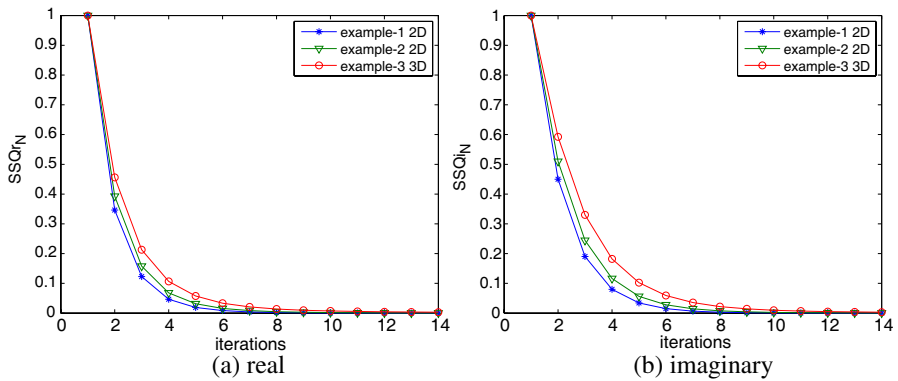 1
0.9
0.8
0.7
0.6
0.5
0.4
0.3
0.2
0.1
0
SSQr_N
example-1 2D
example-2 2D
example-3 3D
0 2 4 6 8 10 12 14
iterations
(a) real
1
0.9
0.8
0.7
0.6
0.5
0.4
0.3
0.2
0.1
0
SSQi_N
example-1 2D
example-2 2D
example-3 3D
0 2 4 6 8 10 12 14
iterations
(b) imaginary